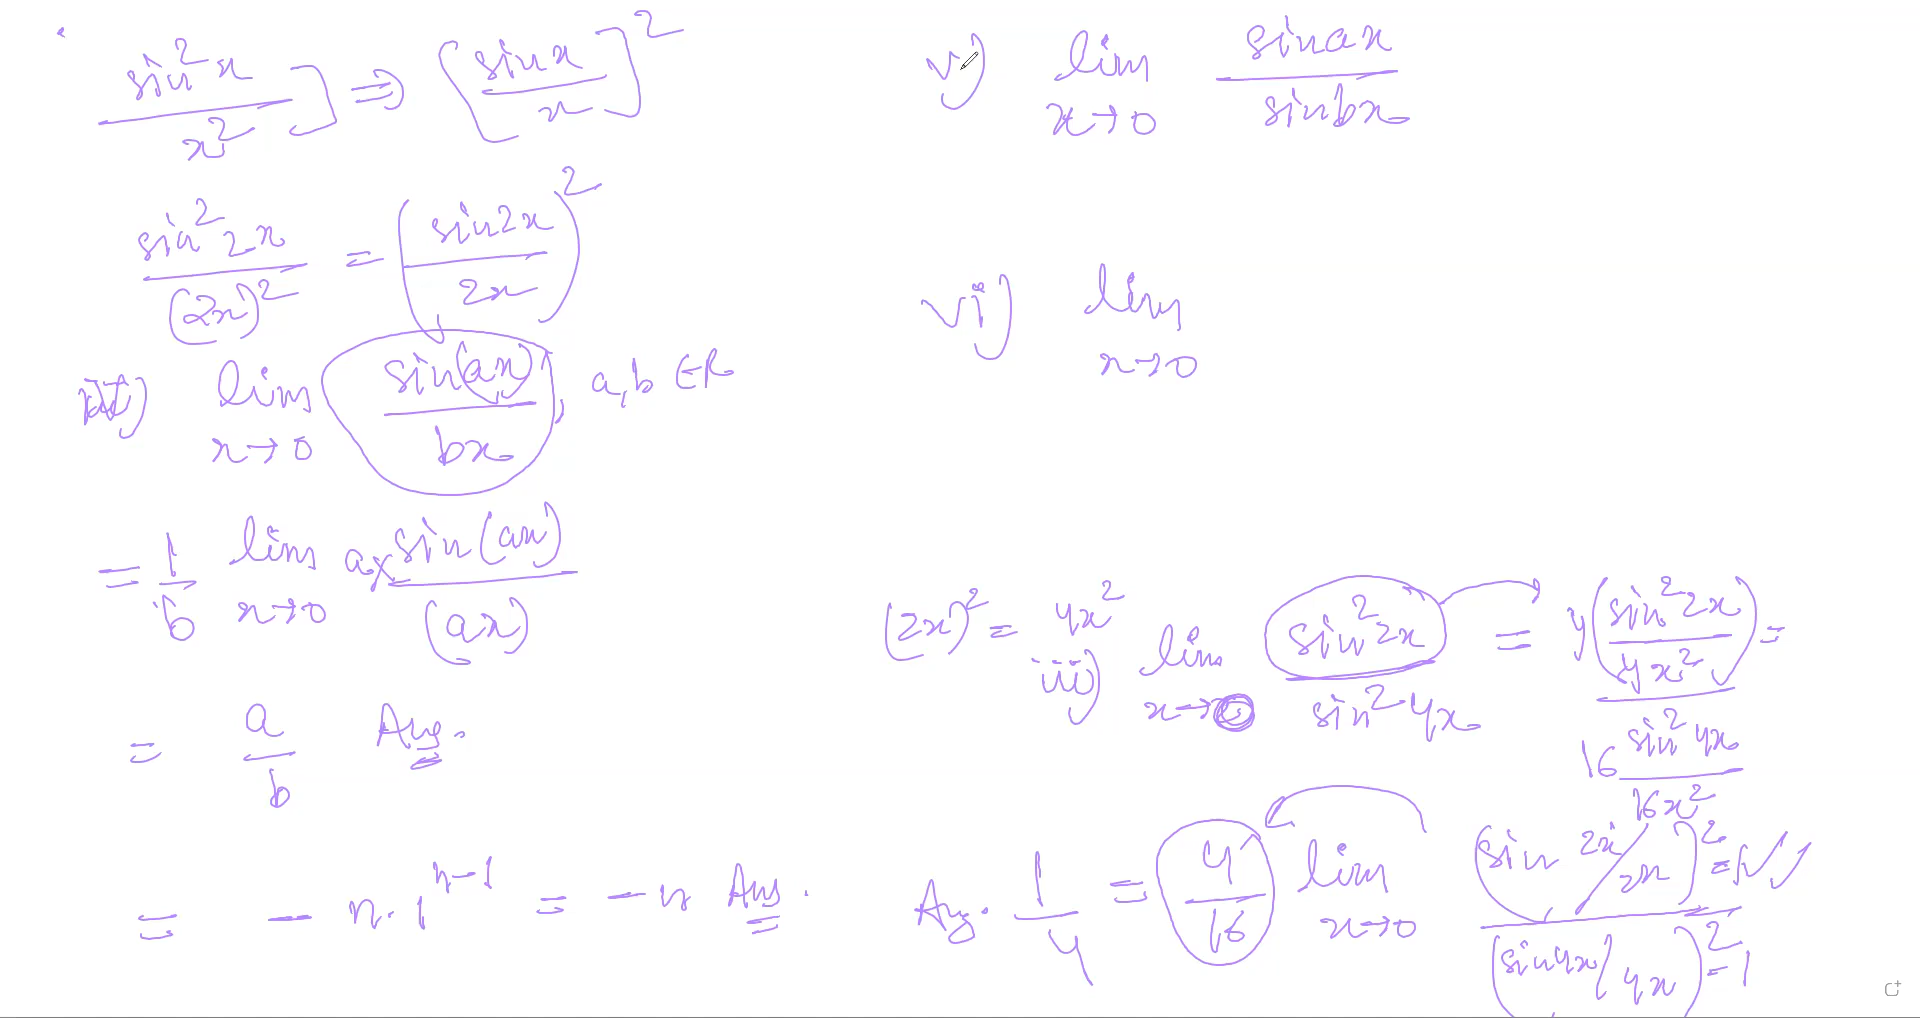 sin²x / x² ] ⇒ [ sinx / x ]²
sin²2x / (2x)² = ( sin2x / 2x )²
lim x→0 sin(ax) / bx , a,b ∈ R
= 1/b lim x→0 a× sin(ax) / (ax)
= a/b Ans.
= - n·1^(n-1) = -n Ans.
v) lim x→0 sinax / sinbx
vi) lim x→0
(2x)² = 4x²
iii) lim x→0 sin²2x / sin²4x = 4( sin²2x / 4x² ) / 16 sin²4x / 16x² =
Ans. 1/4 = 4/16 lim x→0 ( sin 2x / 2x )² = 1 / ( sin4x / 4x )² = 1